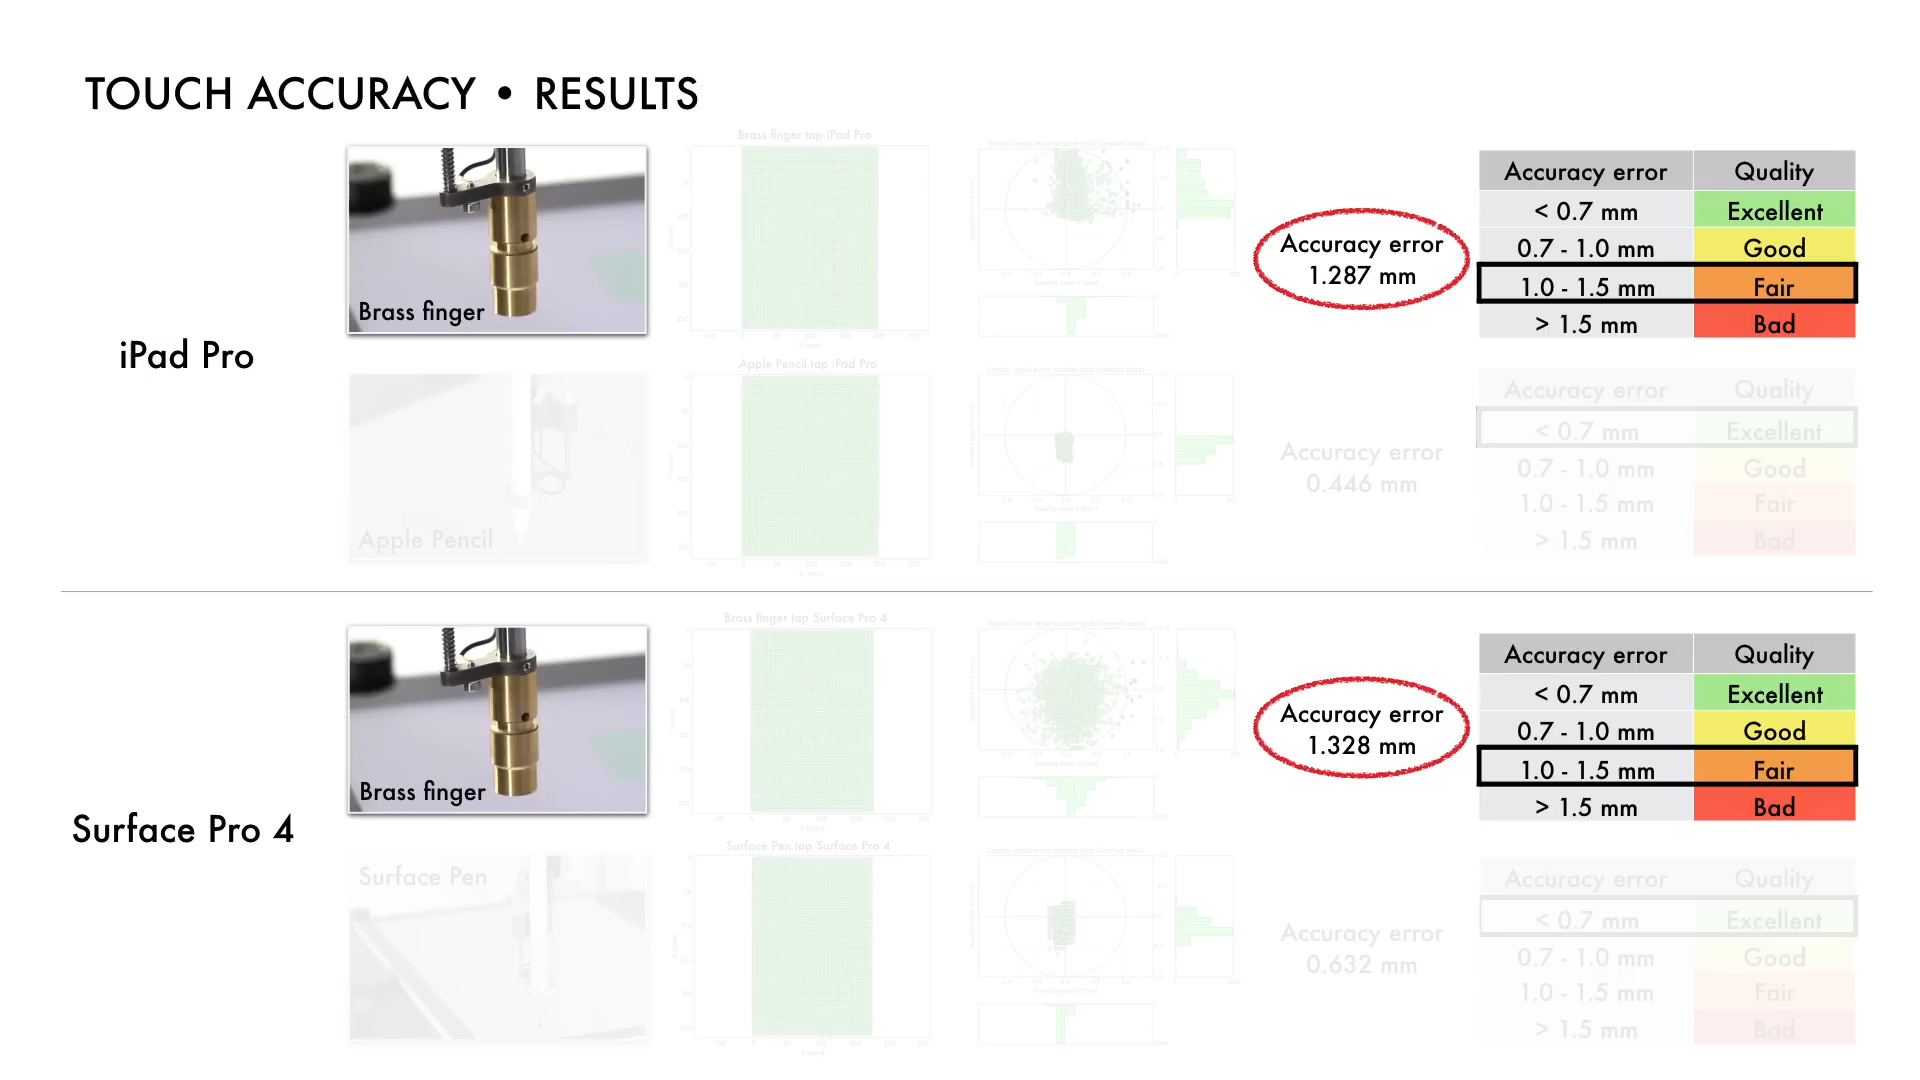 TOUCH ACCURACY • RESULTS
iPad Pro
Brass finger
Brass finger tap iPad Pro
Accuracy error
1.287 mm
Accuracy error Quality
< 0.7 mm Excellent
0.7 - 1.0 mm Good
1.0 - 1.5 mm Fair
> 1.5 mm Bad
Apple Pencil
Apple Pencil tap iPad Pro
Accuracy error
0.446 mm
Accuracy error Quality
< 0.7 mm Excellent
0.7 - 1.0 mm Good
1.0 - 1.5 mm Fair
> 1.5 mm Bad
Surface Pro 4
Brass finger
Brass finger tap Surface Pro 4
Accuracy error
1.328 mm
Accuracy error Quality
< 0.7 mm Excellent
0.7 - 1.0 mm Good
1.0 - 1.5 mm Fair
> 1.5 mm Bad
Surface Pen
Surface Pen tap Surface Pro 4
Accuracy error
0.632 mm
Accuracy error Quality
< 0.7 mm Excellent
0.7 - 1.0 mm Good
1.0 - 1.5 mm Fair
> 1.5 mm Bad